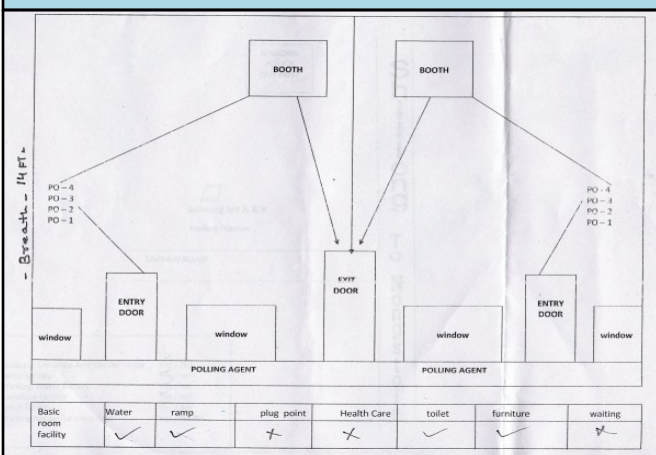 BOOTH BOOTH
- Breath - 14 FT -
PO – 4
PO – 3
PO – 2
PO – 1
PO – 4
PO – 3
PO – 2
PO – 1
EXIT
DOOR
ENTRY
DOOR
ENTRY
DOOR
window window window window
POLLING AGENT POLLING AGENT
Basic room facility Water ramp plug point Health Care toilet furniture waiting
✓ ✓ × × ✓ ✓